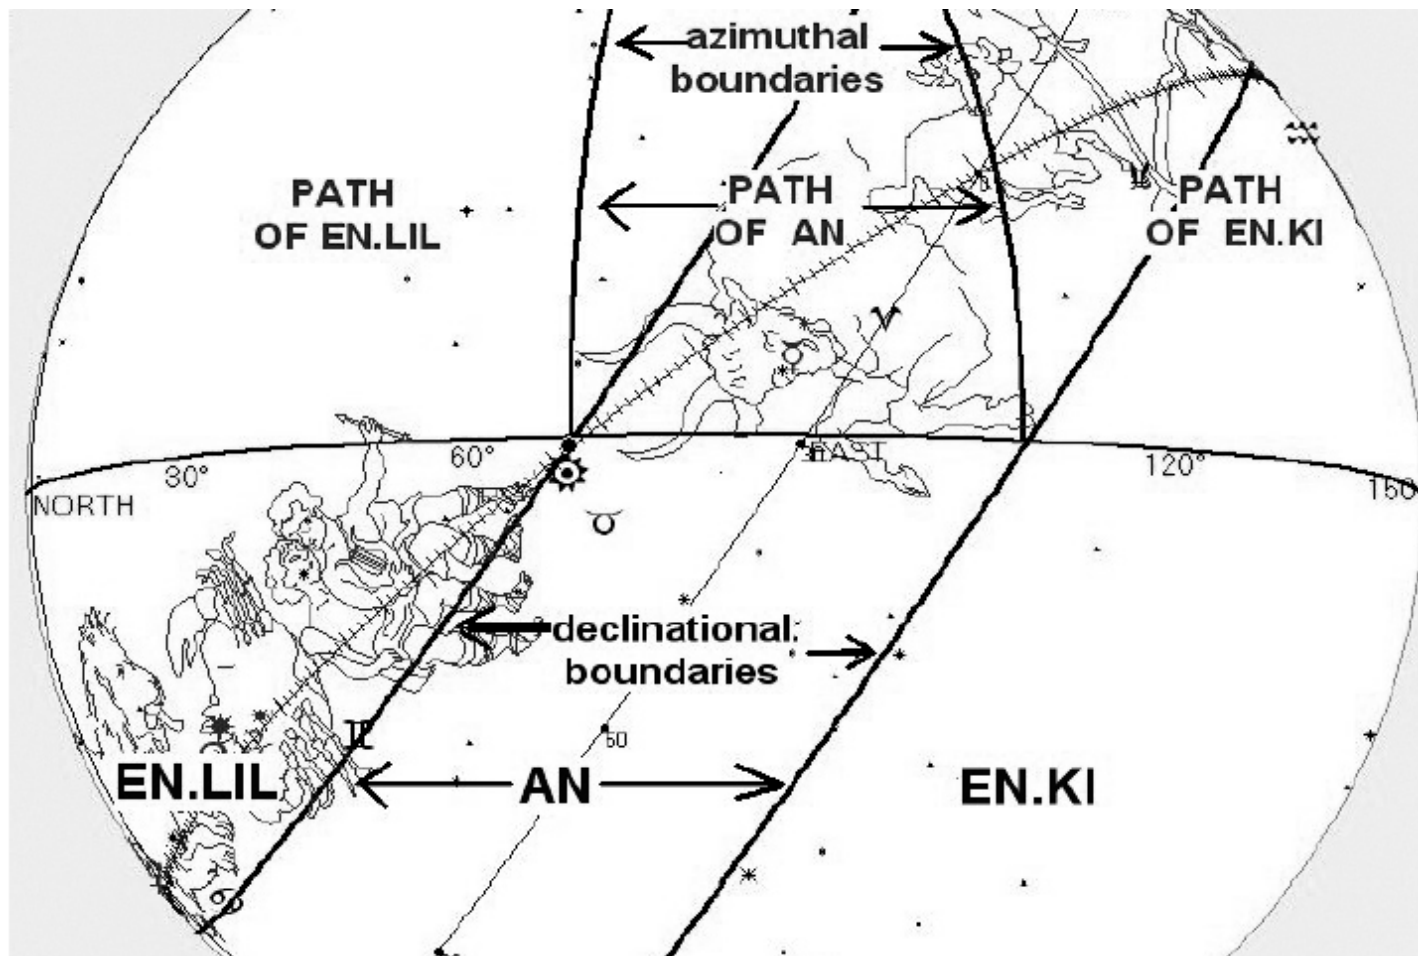 azimuthal
boundaries
PATH
OF EN.LIL
PATH
OF AN
PATH
OF EN.KI
30°
60°
EAST
120°
150
NORTH
declinational
boundaries
50
EN.LIL
AN
EN.KI